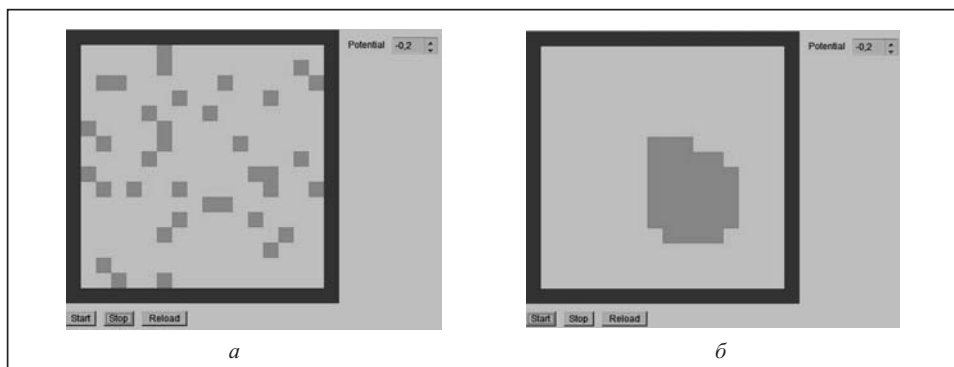 Potential -0,2
Start Stop Reload
а
Potential -0,2
Start Stop Reload
б